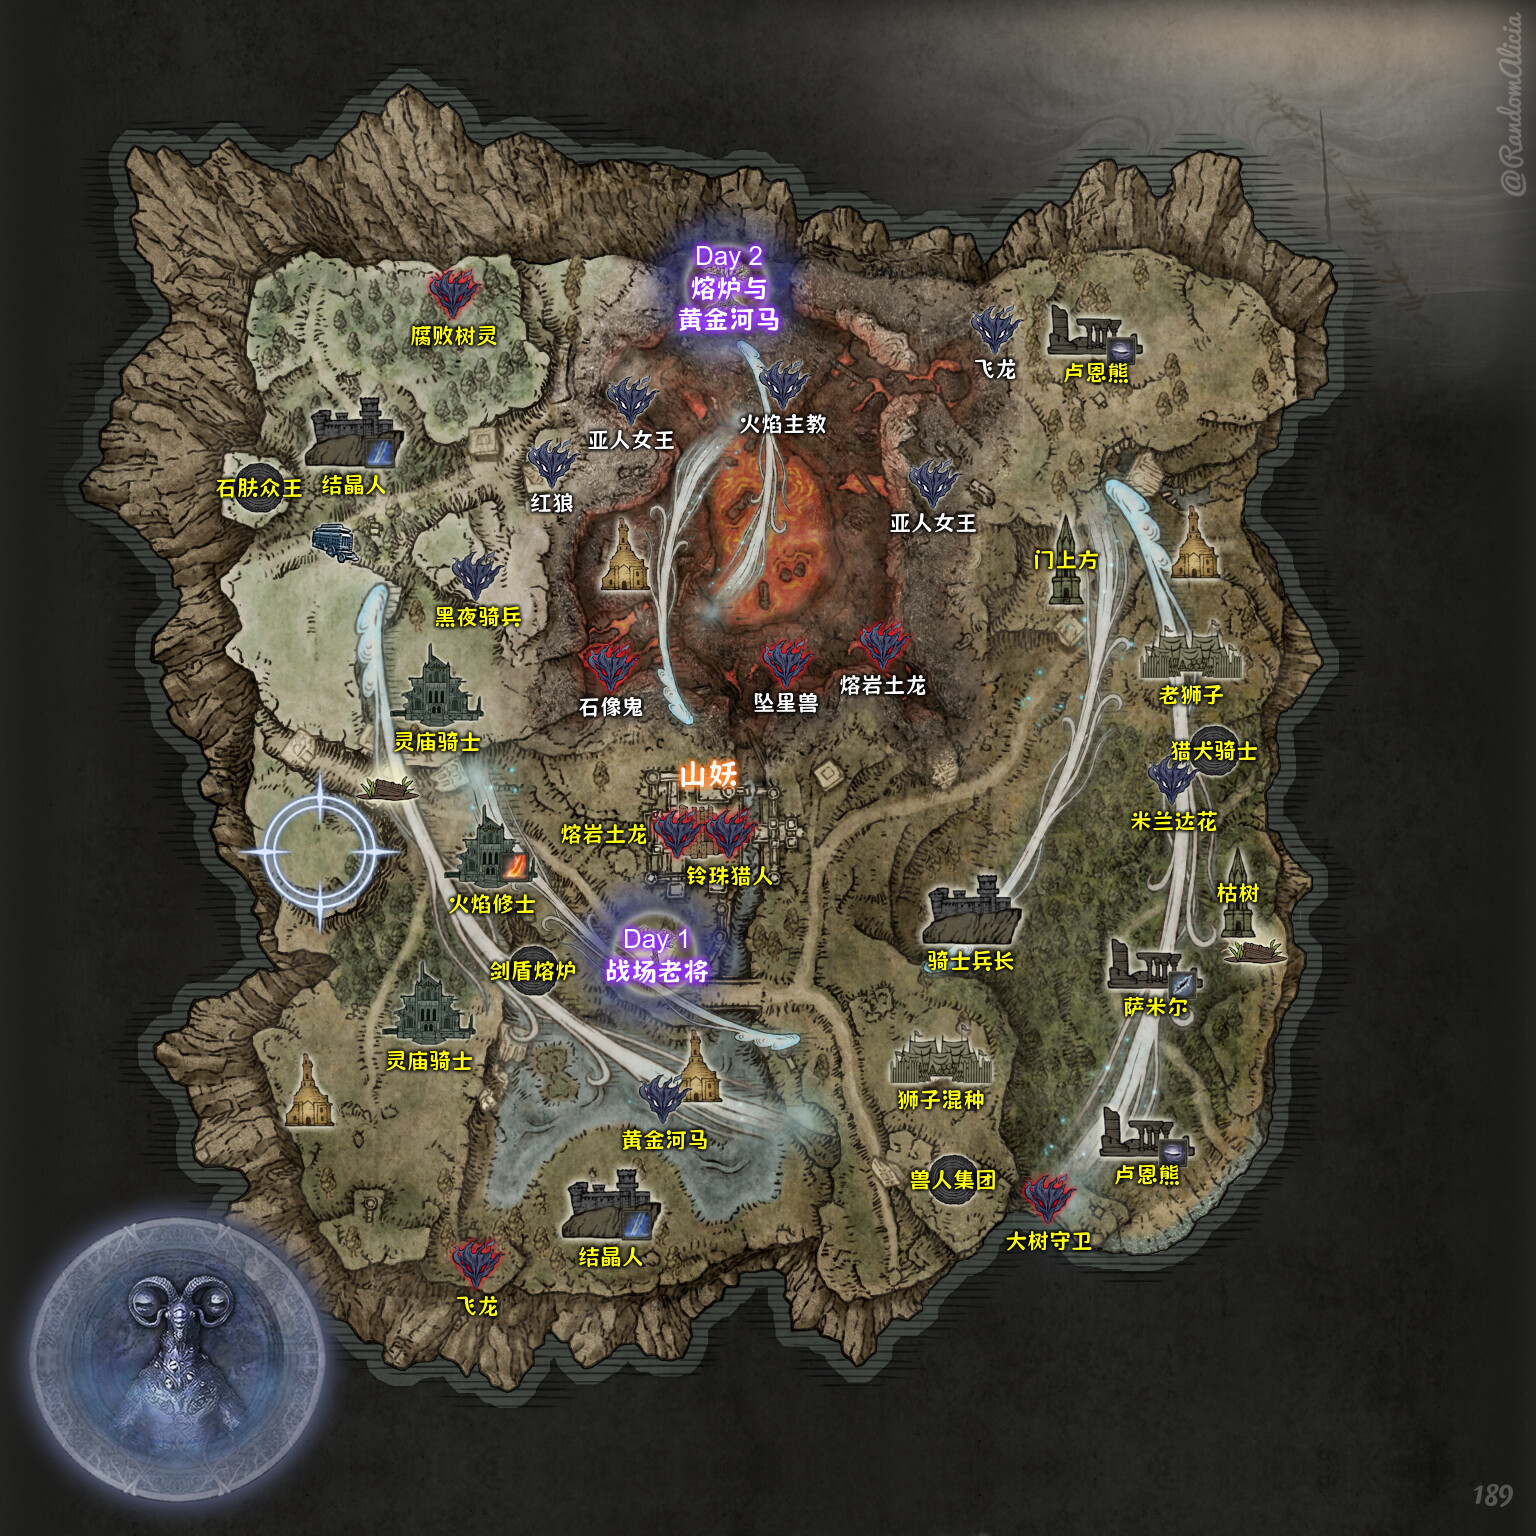 @RandomAlicia
Day 2
熔炉与
黄金河马
腐败树灵
飞龙
卢恩熊
火焰主教
亚人女王
石肤众王
结晶人
红狼
亚人女王
门上方
黑夜骑兵
石像鬼
坠星兽
熔岩土龙
老狮子
灵庙骑士
猎犬骑士
山妖
米兰达花
熔岩土龙
铃珠猎人
枯树
火焰修士
Day 1
战场老将
剑盾熔炉
骑士兵长
萨米尔
灵庙骑士
狮子混种
黄金河马
兽人集团
卢恩熊
大树守卫
结晶人
飞龙
189